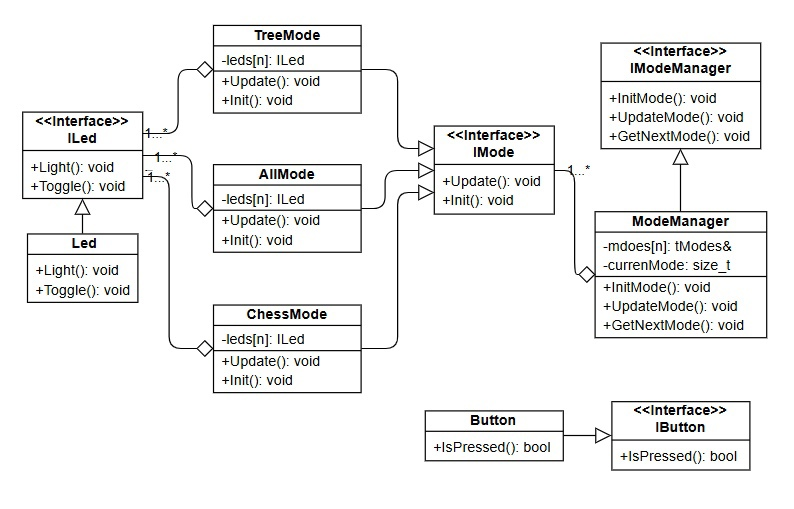 TreeMode
-leds[n]: ILed
+Update(): void
+Init(): void
<<Interface>>
ILed
+Light(): void
+Toggle(): void
1...*
1...*
1...*
Led
+Light(): void
+Toggle(): void
AllMode
-leds[n]: ILed
+Update(): void
+Init(): void
ChessMode
-leds[n]: ILed
+Update(): void
+Init(): void
<<Interface>>
IMode
+Update(): void
+Init(): void
1...*
<<Interface>>
IModeManager
+InitMode(): void
+UpdateMode(): void
+GetNextMode(): void
ModeManager
-mdoes[n]: tModes&
-currenMode: size_t
+InitMode(): void
+UpdateMode(): void
+GetNextMode(): void
Button
+IsPressed(): bool
<<Interface>>
IButton
+IsPressed(): bool